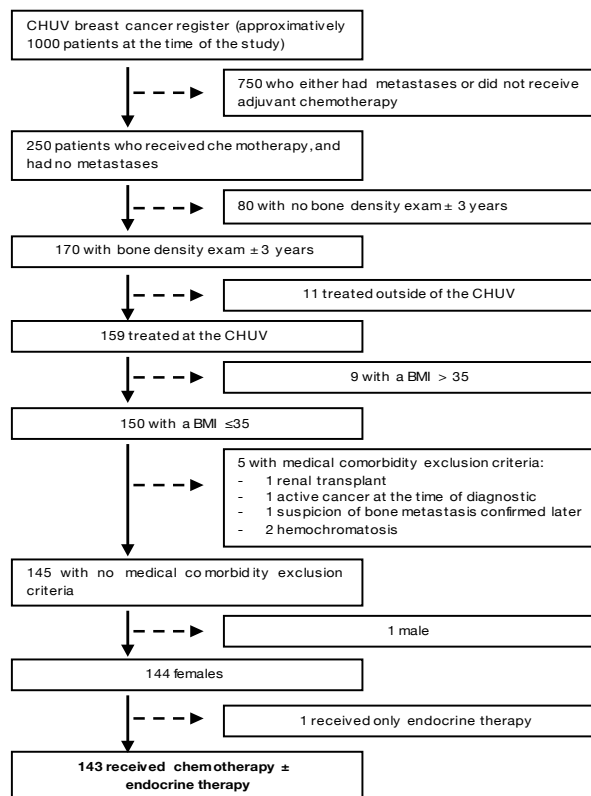 CHUV breast cancer register (approximately
1000 patients at the time of the study)
750 who either had metastases or did not receive
adjuvant chemotherapy
250 patients who received che motherapy, and
had no metastases
80 with no bone density exam ± 3 years
170 with bone density exam ± 3 years
11 treated outside of the CHUV
159 treated at the CHUV
9 with a BMI > 35
150 with a BMI ≤35
5 with medical comorbidity exclusion criteria:
- 1 renal transplant
- 1 active cancer at the time of diagnostic
- 1 suspicion of bone metastasis confirmed later
- 2 hemochromatosis
145 with no medical comorbidity exclusion
criteria
1 male
144 females
1 received only endocrine therapy
143 received chemotherapy ±
endocrine therapy